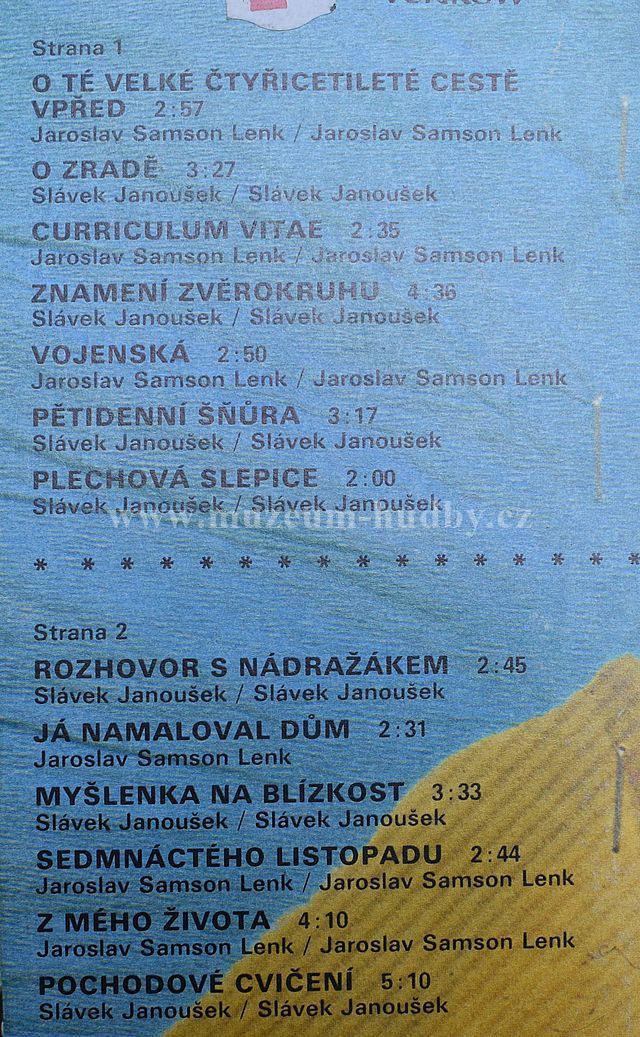 Strana 1
O TÉ VELKÉ ČTYŘICETILETÉ CESTĚ
VPŘED 2:57
Jaroslav Samson Lenk / Jaroslav Samson Lenk
O ZRADĚ 3:27
Slávek Janoušek / Slávek Janoušek
CURRICULUM VITAE 2:35
Jaroslav Samson Lenk / Jaroslav Samson Lenk
ZNAMENÍ ZVĚROKRUHU 4:36
Slávek Janoušek / Slávek Janoušek
VOJENSKÁ 2:50
Jaroslav Samson Lenk / Jaroslav Samson Lenk
PĚTIDENNÍ ŠŇŮRA 3:17
Slávek Janoušek / Slávek Janoušek
PLECHOVÁ SLEPICE 2:00
Slávek Janoušek / Slávek Janoušek
www.muzeum-hudby.cz
* * * * * * * * * * * * * * * *
Strana 2
ROZHOVOR S NÁDRAŽÁKEM 2:45
Slávek Janoušek / Slávek Janoušek
JÁ NAMALOVAL DŮM 2:31
Jaroslav Samson Lenk
MYŠLENKA NA BLÍZKOST 3:33
Slávek Janoušek / Slávek Janoušek
SEDMNÁCTÉHO LISTOPADU 2:44
Jaroslav Samson Lenk / Jaroslav Samson Lenk
Z MÉHO ŽIVOTA 4:10
Jaroslav Samson Lenk / Jaroslav Samson Lenk
POCHODOVÉ CVIČENÍ 5:10
Slávek Janoušek / Slávek Janoušek